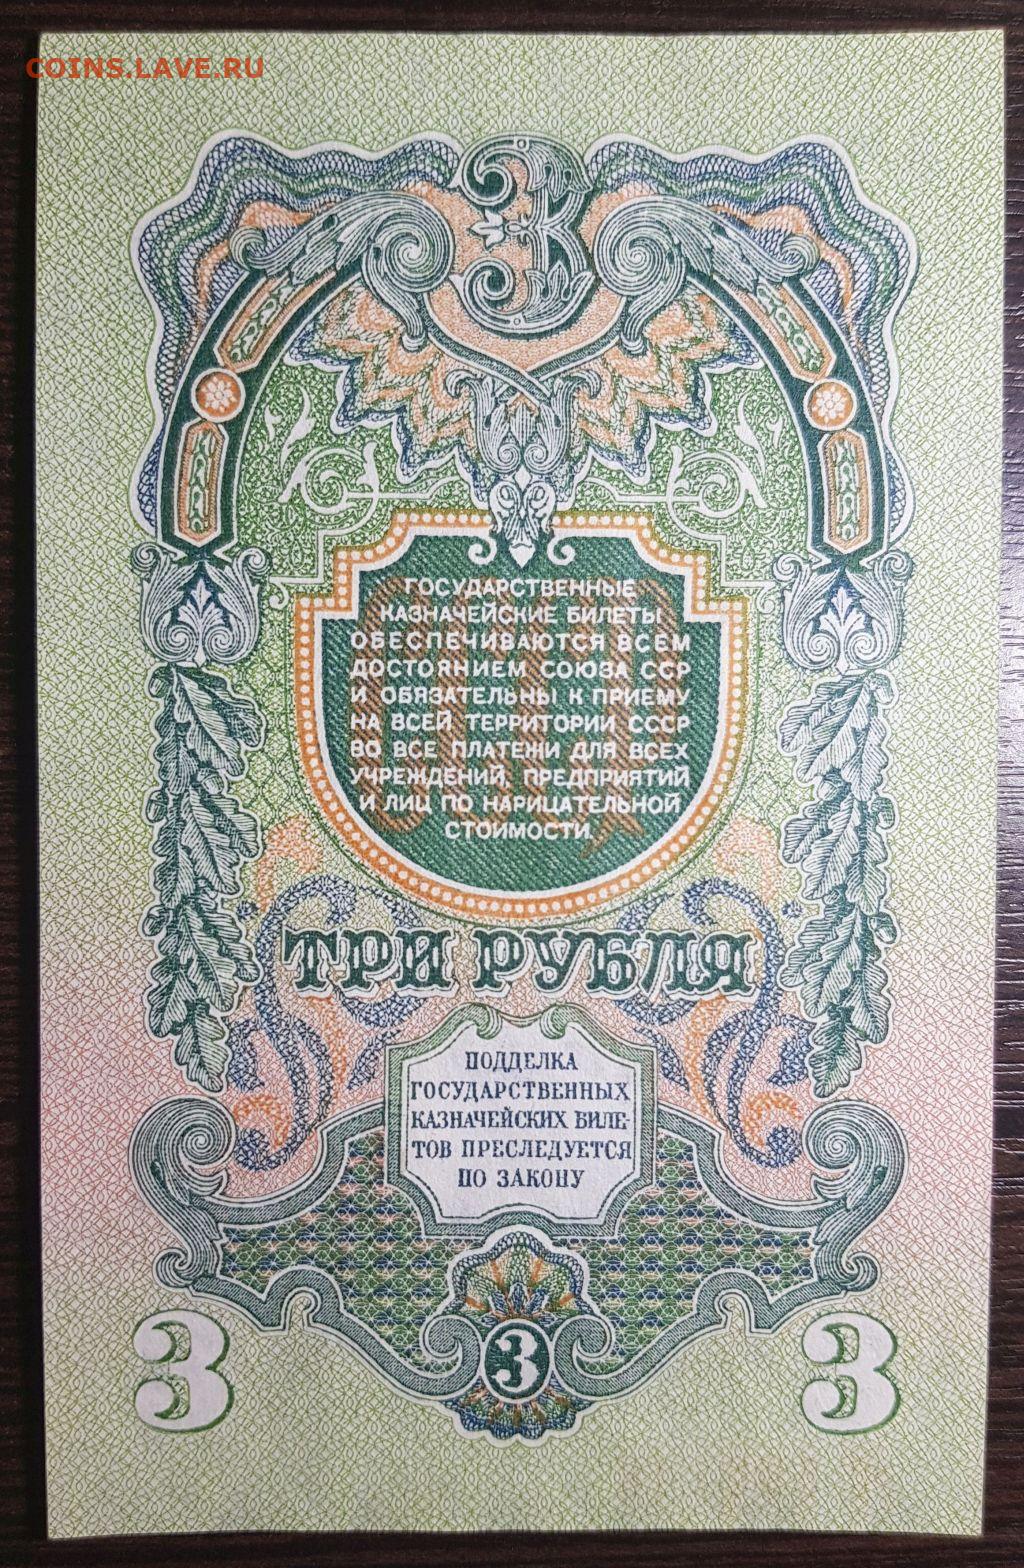 COINS.LAVE.RU
3
ГОСУДАРСТВЕННЫЕ
КАЗНАЧЕЙСКИЕ БИЛЕТЫ
ОБЕСПЕЧИВАЮТСЯ ВСЕМ
ДОСТОЯНИЕМ СОЮЗА ССР
И ОБЯЗАТЕЛЬНЫ К ПРИЕМУ
НА ВСЕЙ ТЕРРИТОРИИ СССР
ВО ВСЕ ПЛАТЕЖИ ДЛЯ ВСЕХ
УЧРЕЖДЕНИЙ, ПРЕДПРИЯТИЙ
И ЛИЦ ПО НАРИЦАТЕЛЬНОЙ
СТОИМОСТИ.
ТРИ РУБЛЯ
ПОДДЕЛКА
ГОСУДАРСТВЕННЫХ
КАЗНАЧЕЙСКИХ БИЛЕ-
ТОВ ПРЕСЛЕДУЕТСЯ
ПО ЗАКОНУ
3 3 3